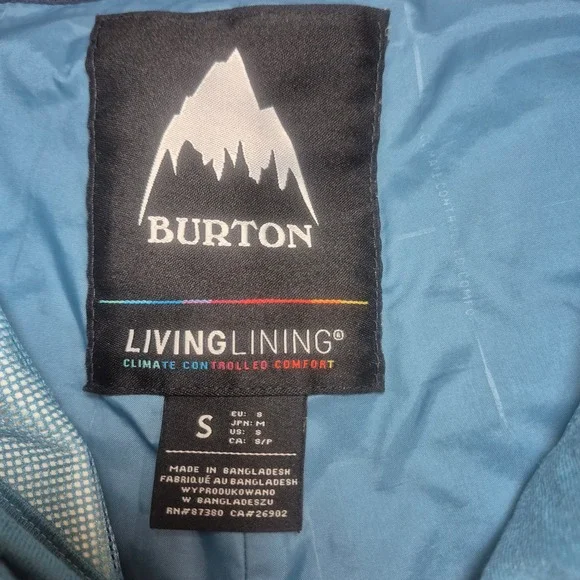 BURTON
LIVINGLINING®
CLIMATE CONTROLLED COMFORT
S
EU: S
JPN: M
US: S
CA: S/P
MADE IN BANGLADESH
FABRIQUÉ AU BANGLADESH
WYPRODUKOWANO
W BANGLADESZU
RN#87380 CA#26902